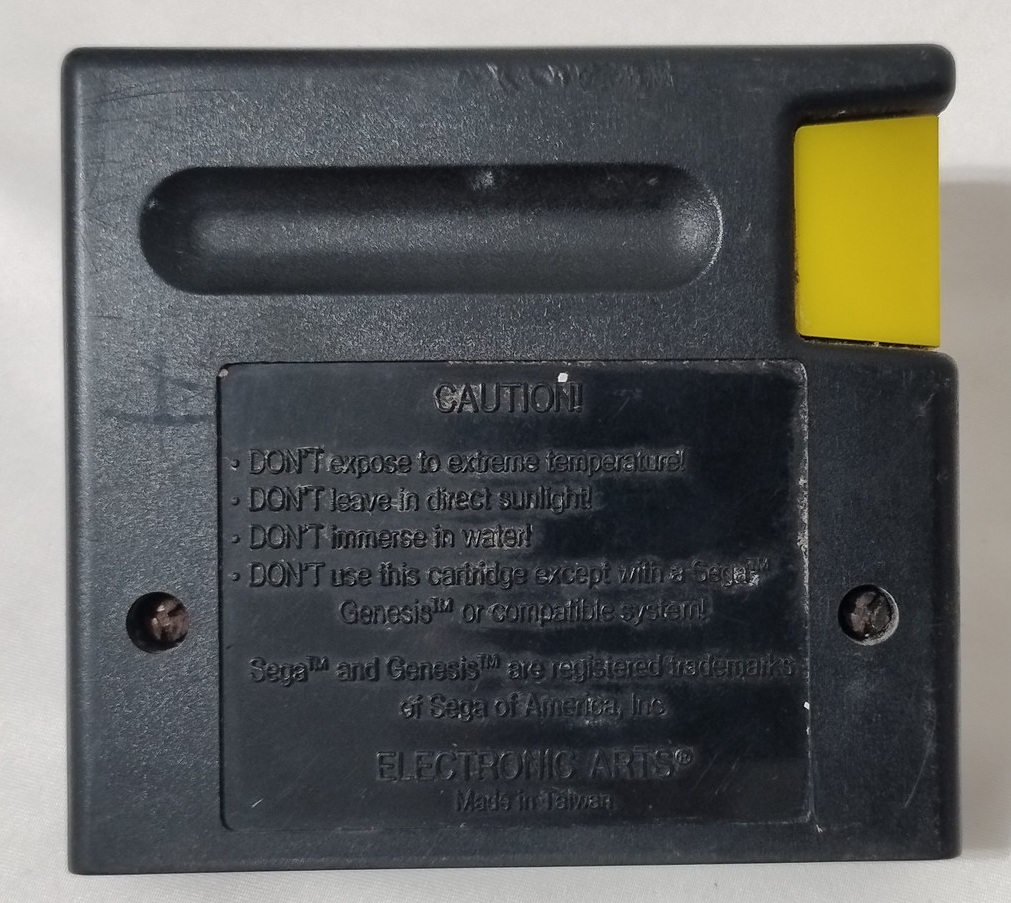 CAUTION!
· DON'T expose to extreme temperature!
· DON'T leave in direct sunlight!
· DON'T immerse in water!
· DON'T use this cartridge except with a Sega™
Genesis™ or compatible system!
Sega™ and Genesis™ are registered trademarks
of Sega of America, Inc
ELECTRONIC ARTS®
Made in Taiwan